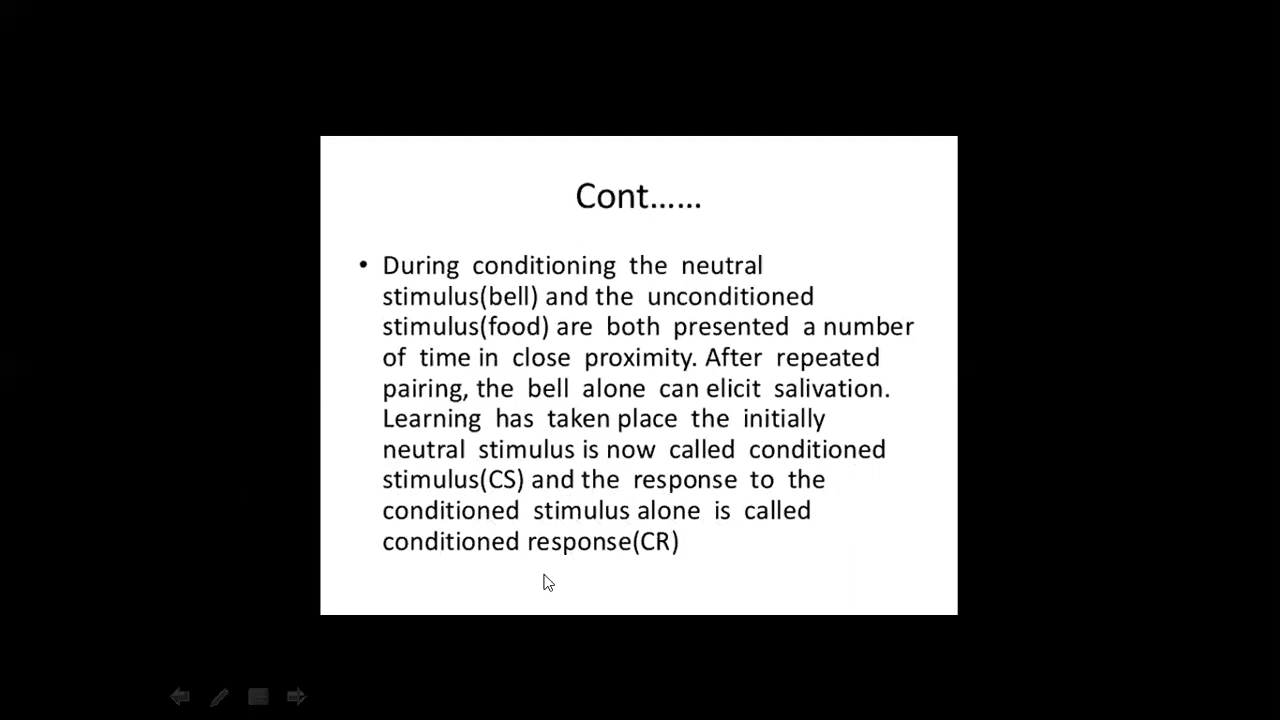 Cont......
• During conditioning the neutral
stimulus(bell) and the unconditioned
stimulus(food) are both presented a number
of time in close proximity. After repeated
pairing, the bell alone can elicit salivation.
Learning has taken place the initially
neutral stimulus is now called conditioned
stimulus(CS) and the response to the
conditioned stimulus alone is called
conditioned response(CR)